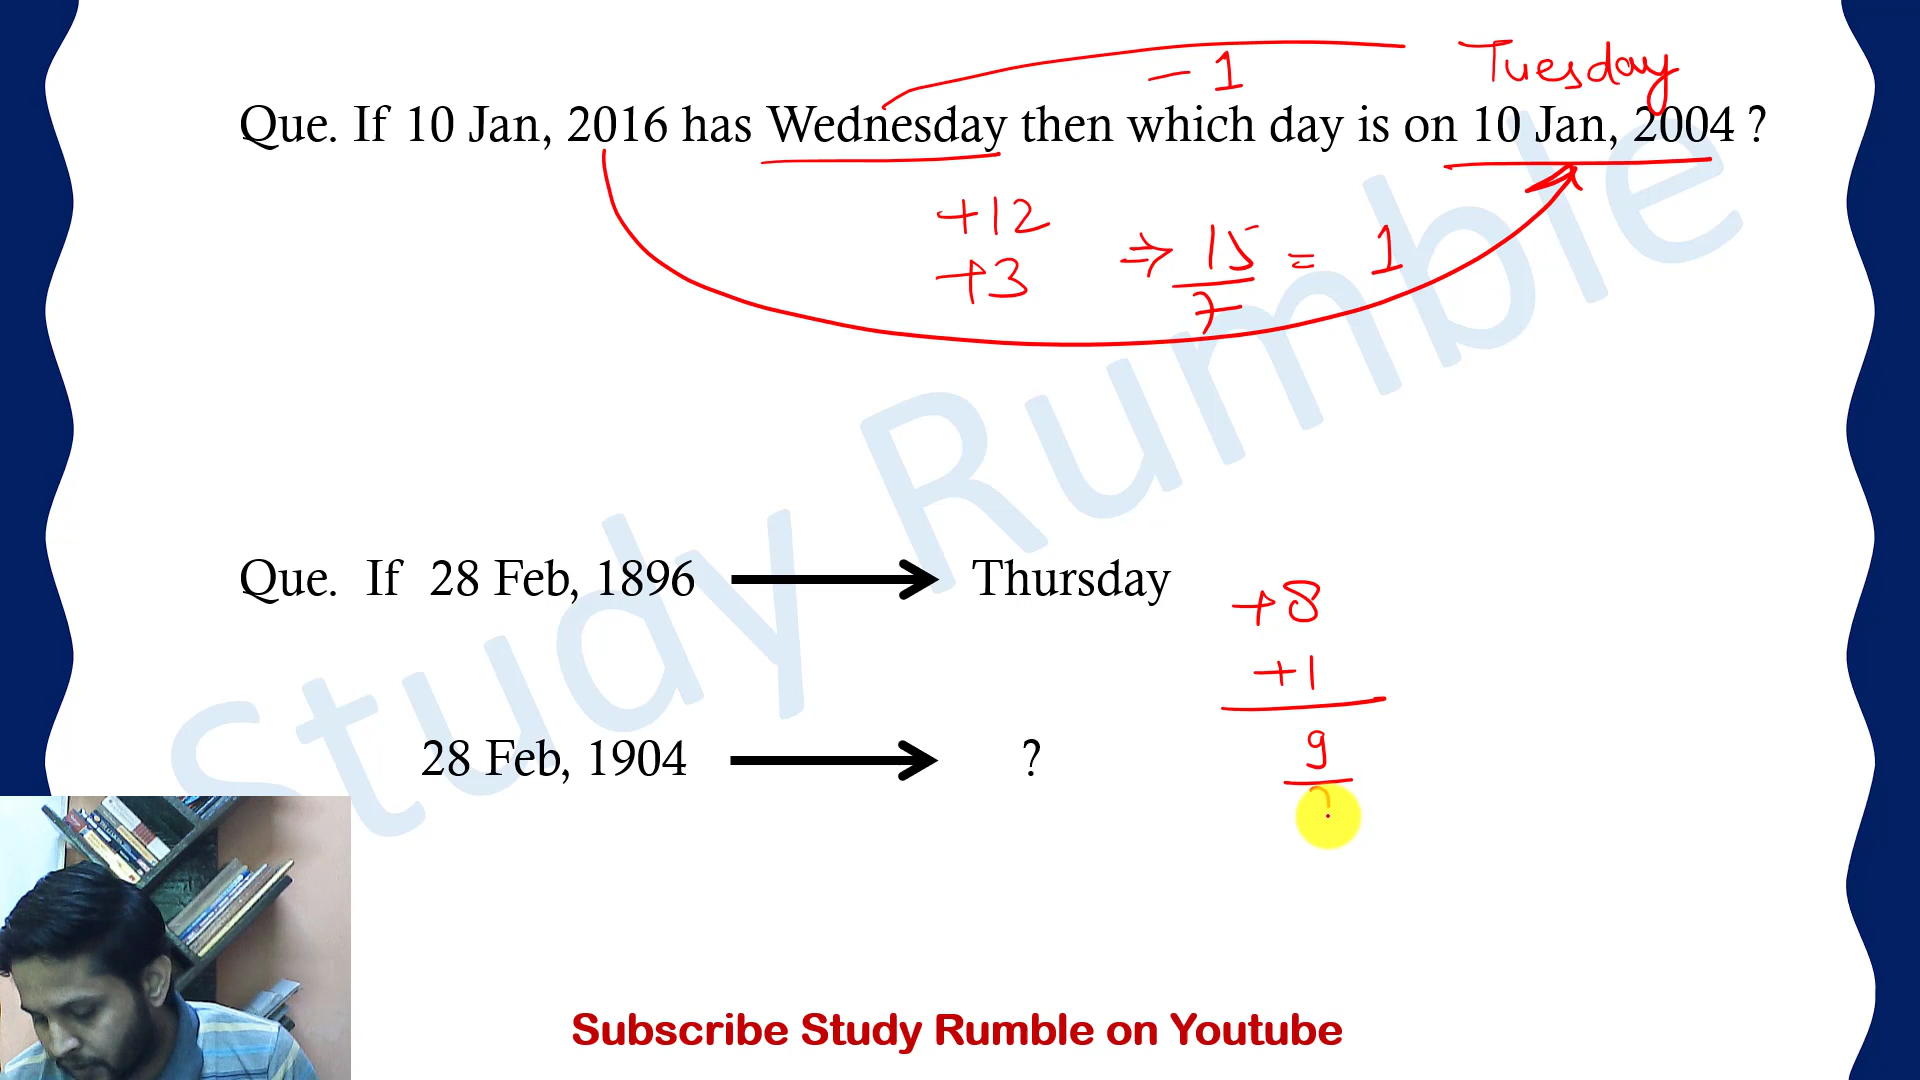 Tuesday
- 1
Que. If 10 Jan, 2016 has Wednesday then which day is on 10 Jan, 2004 ?
+12
+3 ⇒ 15/7 = 1
Study Rumble
Que. If 28 Feb, 1896 → Thursday
+8
+1
28 Feb, 1904 → ?
9
Subscribe Study Rumble on Youtube